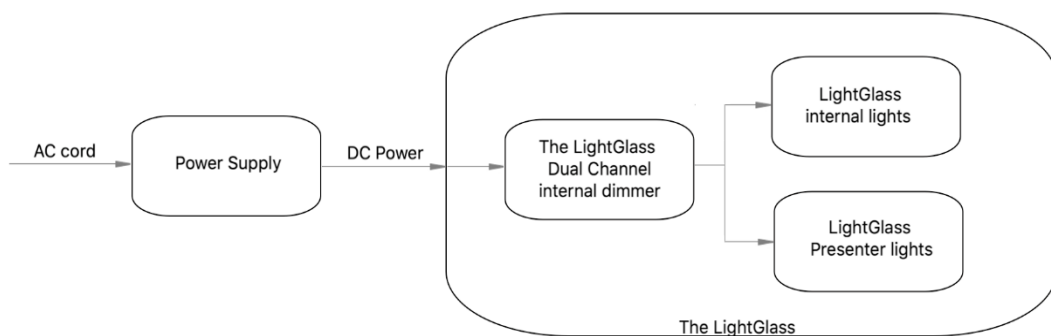 AC cord
Power Supply
DC Power
The LightGlass
Dual Channel
internal dimmer
LightGlass
internal lights
LightGlass
Presenter lights
The LightGlass